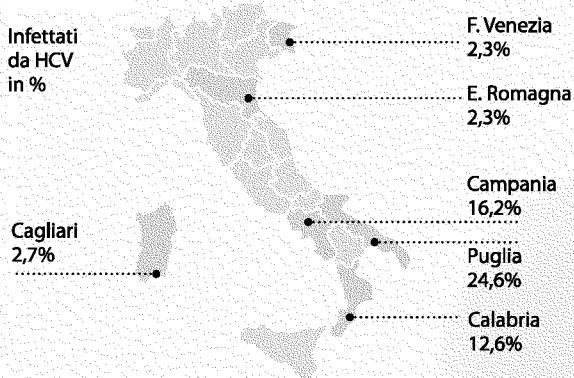 Infettati
da HCV
in %
F. Venezia
2,3%
E. Romagna
2,3%
Campania
16,2%
Cagliari
2,7%
Puglia
24,6%
Calabria
12,6%